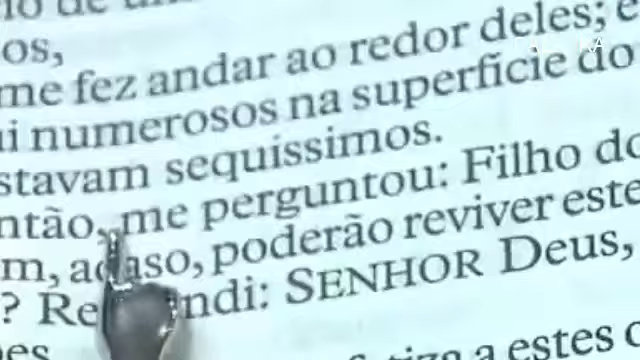 os,
me fez andar ao redor deles; e
numerosos na superfície do
stavam sequíssimos.
ntão, me perguntou: Filho do
m, acaso, poderão reviver este
? Re ndi: SENHOR Deus,
a estes